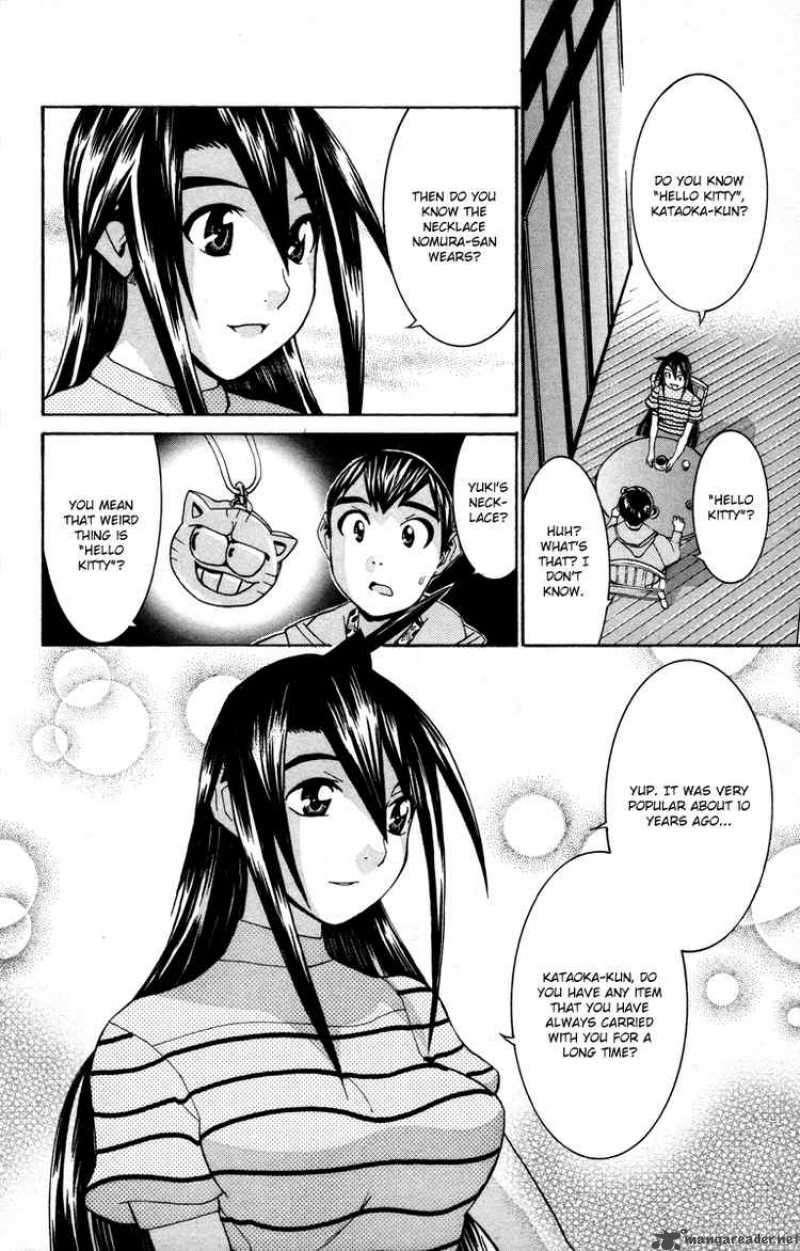 DO YOU KNOW
"HELLO KITTY",
KATAOKA-KUN?
"HELLO
KITTY"?
HUH?
WHAT'S
THAT? I
DON'T
KNOW.
THEN DO YOU
KNOW THE
NECKLACE
NOMURA-SAN
WEARS?
YUKI'S
NECK-
LACE?
YOU MEAN
THAT WEIRD
THING IS
"HELLO
KITTY"?
YUP. IT WAS VERY
POPULAR ABOUT 10
YEARS AGO...
KATAOKA-KUN, DO
YOU HAVE ANY ITEM
THAT YOU HAVE
ALWAYS CARRIED
WITH YOU FOR A
LONG TIME?
mangareader.net